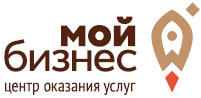 мой
бизнес
центр оказания услуг